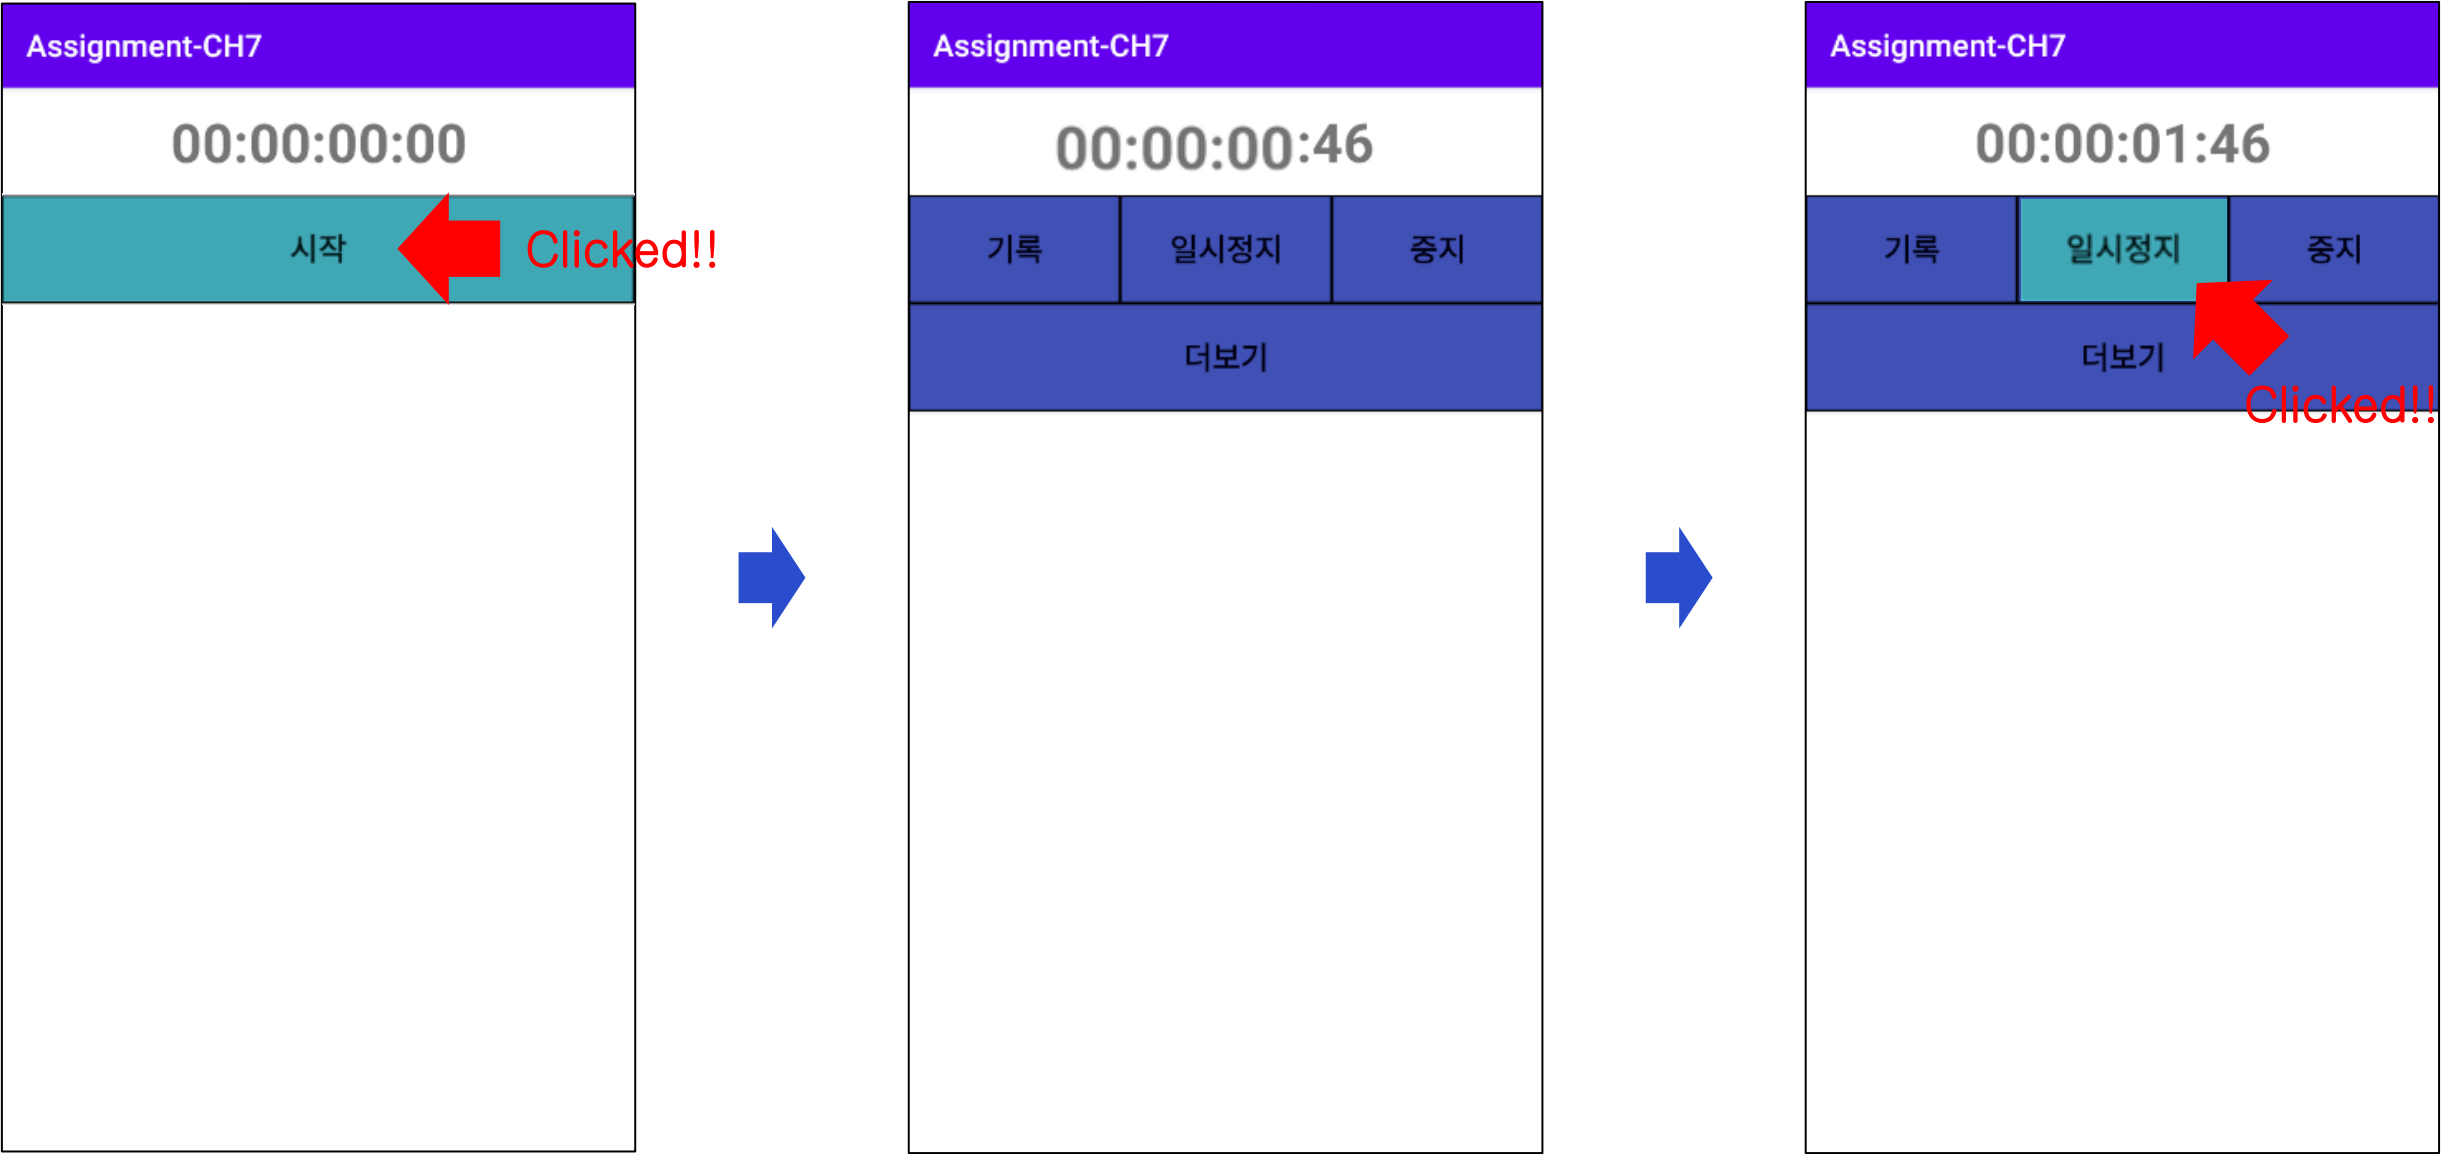 Assignment-CH7
00:00:00:00
시작
Clicked!!
Assignment-CH7
00:00:00:46
기록 일시정지 중지
더보기
Assignment-CH7
00:00:01:46
기록 일시정지 중지
더보기
Clicked!!